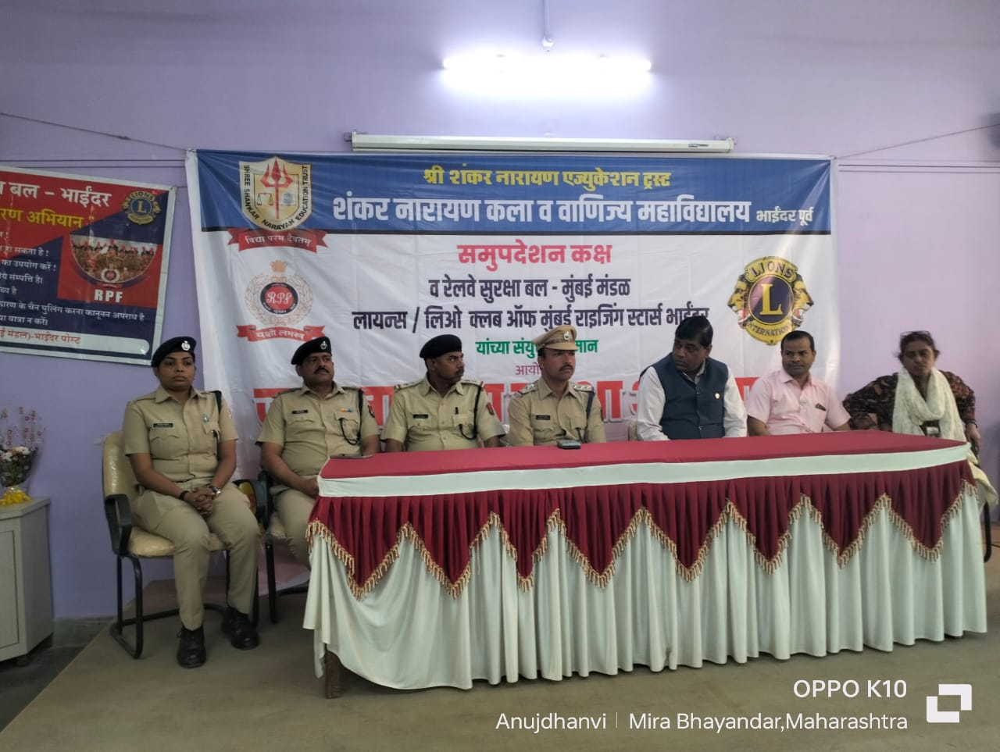 बल - भाईंदर
रण अभियान
LIONS
L
हो सकता है !
का उपयोग करें !
सम्पत्ति है।
RPF
कारण के चैन पुलिंग करना कानूनन अपराध है
यात्रा न करें।
मंडल)-भाईंदर पोस्ट
SHREE SHANKAR NARAYAN EDUCATION TRUST
विद्या परम दैवतम्
श्री शंकर नारायण एज्युकेशन ट्रस्ट
शंकर नारायण कला व वाणिज्य महाविद्यालय भाईंदर पूर्व
समुपदेशन कक्ष
व रेलवे सुरक्षा बल - मुंबई मंडळ
लायन्स / लिओ क्लब ऑफ मुंबई राइजिंग स्टार्स भाईंदर
यांच्या
RPF
यशो लभस्व
LIONS
L
INTERNATIONAL
OPPO K10
Anujdhanvi | Mira Bhayandar,Maharashtra